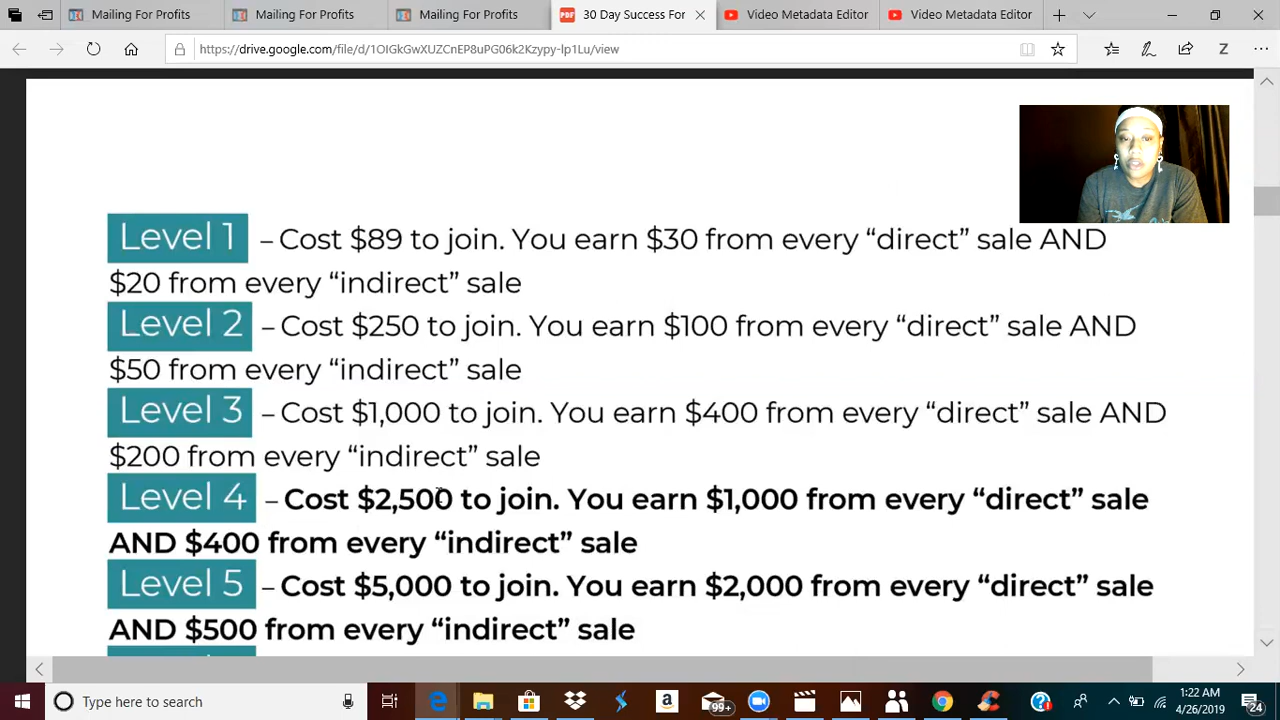 Mailing For Profits
Mailing For Profits
Mailing For Profits
PDF
30 Day Success For
Video Metadata Editor
Video Metadata Editor
https://drive.google.com/file/d/1OIGkGwXUZCnEP8uPG06k2Kzypy-lp1Lu/view
Z
Level 1 – Cost $89 to join. You earn $30 from every “direct” sale AND
$20 from every “indirect” sale
Level 2 – Cost $250 to join. You earn $100 from every “direct” sale AND
$50 from every “indirect” sale
Level 3 – Cost $1,000 to join. You earn $400 from every “direct” sale AND
$200 from every “indirect” sale
Level 4 – Cost $2,500 to join. You earn $1,000 from every “direct” sale
AND $400 from every “indirect” sale
Level 5 – Cost $5,000 to join. You earn $2,000 from every “direct” sale
AND $500 from every “indirect” sale
Type here to search
99+
1:22 AM
4/26/2019
24